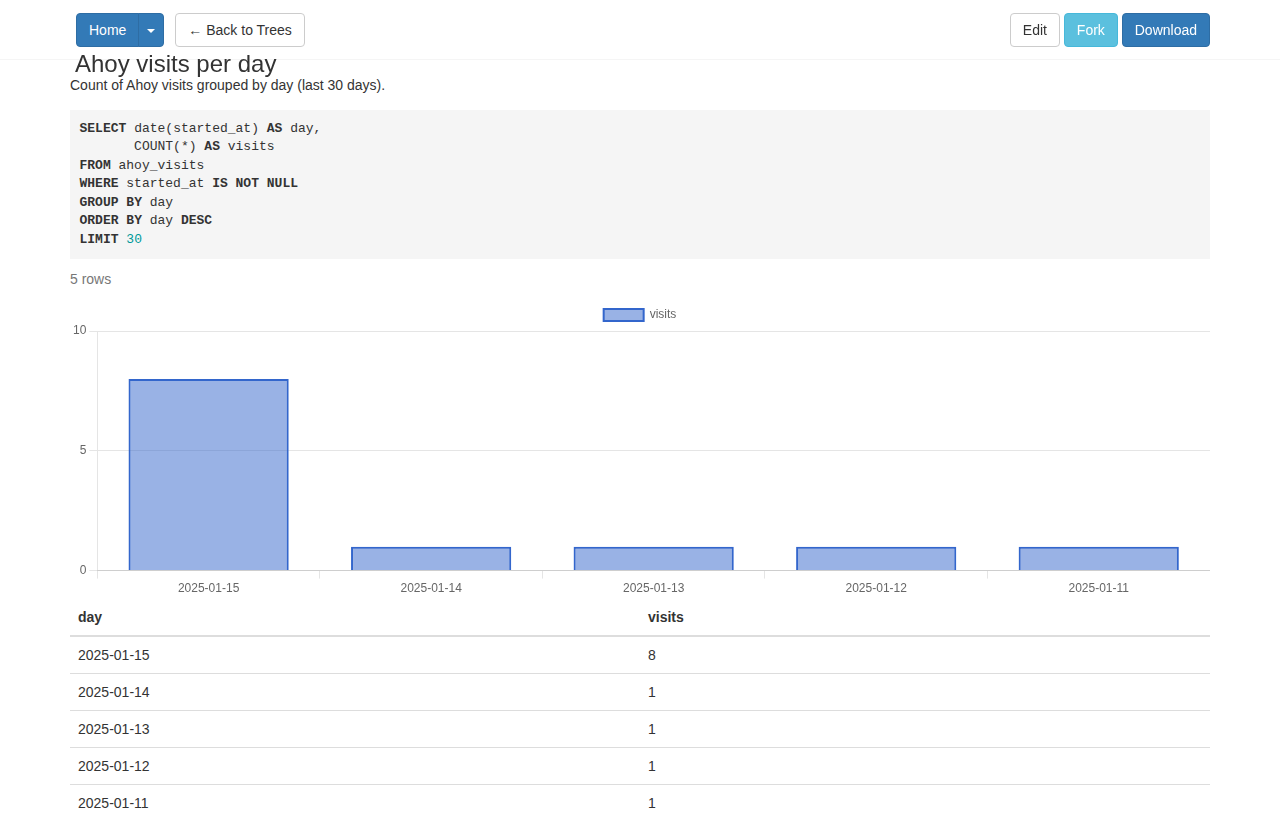 Home
← Back to Trees
Edit
Fork
Download
Ahoy visits per day
Count of Ahoy visits grouped by day (last 30 days).
SELECT date(started_at) AS day,
       COUNT(*) AS visits
FROM ahoy_visits
WHERE started_at IS NOT NULL
GROUP BY day
ORDER BY day DESC
LIMIT 30
5 rows
visits
10
5
0
2025-01-15 2025-01-14 2025-01-13 2025-01-12 2025-01-11
day visits
2025-01-15 8
2025-01-14 1
2025-01-13 1
2025-01-12 1
2025-01-11 1